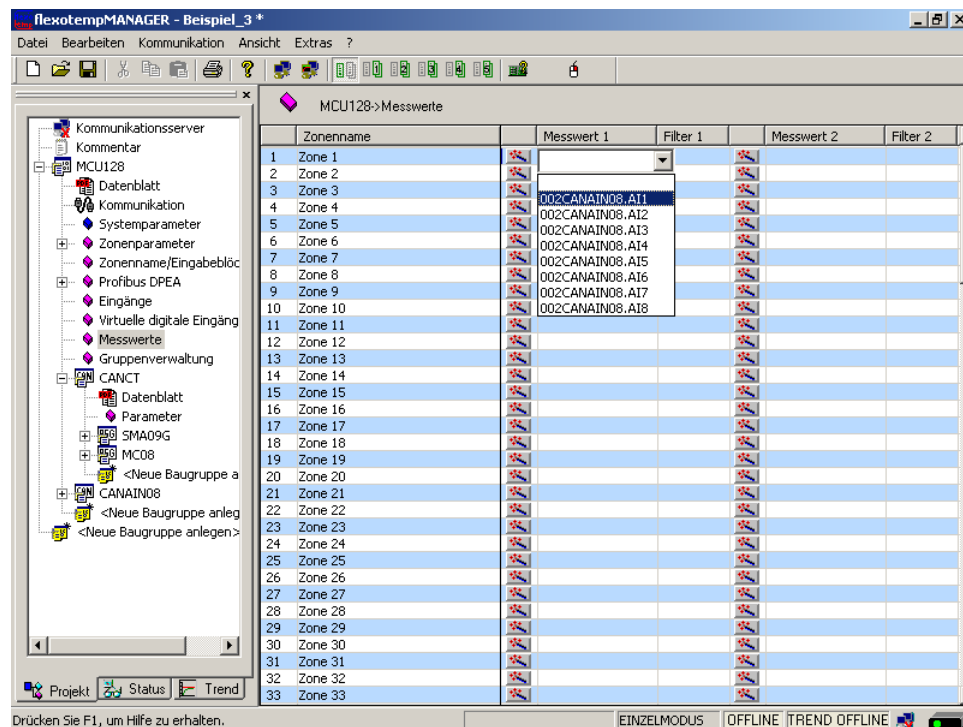 flexotempMANAGER - Beispiel_3 *
Datei Bearbeiten Kommunikation Ansicht Extras ?
MCU128->Messwerte
Kommunikationsserver
Kommentar
MCU128
Datenblatt
Kommunikation
Systemparameter
Zonenparameter
Zonenname/Eingabeblöc
Profibus DPEA
Eingänge
Virtuelle digitale Eingäng
Messwerte
Gruppenverwaltung
CANCT
Datenblatt
Parameter
SMA09G
MC08
<Neue Baugruppe a
CANAIN08
<Neue Baugruppe anleg
<Neue Baugruppe anlegen>
Projekt Status Trend
Zonenname Messwert 1 Filter 1 Messwert 2 Filter 2
1 Zone 1
2 Zone 2
3 Zone 3
4 Zone 4
5 Zone 5
6 Zone 6
7 Zone 7
8 Zone 8
9 Zone 9
10 Zone 10
11 Zone 11
12 Zone 12
13 Zone 13
14 Zone 14
15 Zone 15
16 Zone 16
17 Zone 17
18 Zone 18
19 Zone 19
20 Zone 20
21 Zone 21
22 Zone 22
23 Zone 23
24 Zone 24
25 Zone 25
26 Zone 26
27 Zone 27
28 Zone 28
29 Zone 29
30 Zone 30
31 Zone 31
32 Zone 32
33 Zone 33
002CANAIN08.AI1
002CANAIN08.AI2
002CANAIN08.AI3
002CANAIN08.AI4
002CANAIN08.AI5
002CANAIN08.AI6
002CANAIN08.AI7
002CANAIN08.AI8
Drücken Sie F1, um Hilfe zu erhalten. EINZELMODUS OFFLINE TREND OFFLINE